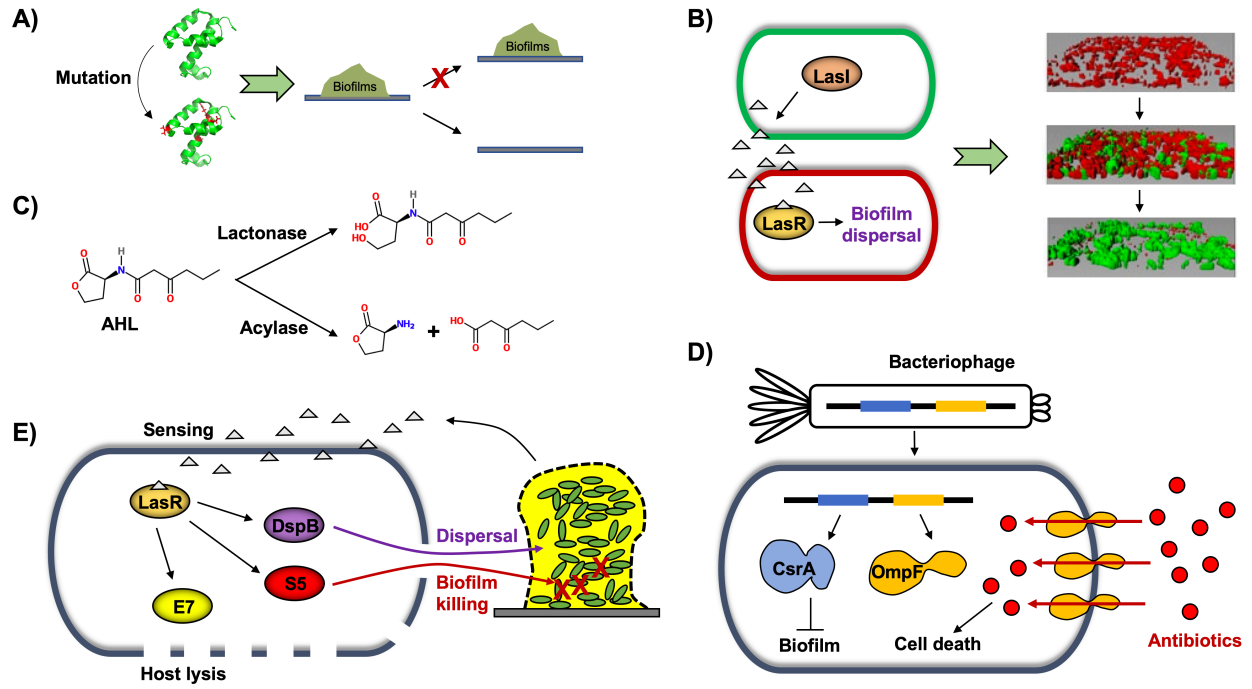 A)
Mutation
Biofilms
X
Biofilms
B)
LasI
LasR
Biofilm
dispersal
C)
O
O
H
N
O
O
AHL
Lactonase
Acylase
O
HO
HO
H
N
O
O
O
O
NH₂
+
HO
O
O
D)
Bacteriophage
CsrA
OmpF
Biofilm
Cell death
Antibiotics
E)
Sensing
LasR
DspB
S5
E7
Dispersal
Biofilm
killing
X
X
X
Host lysis